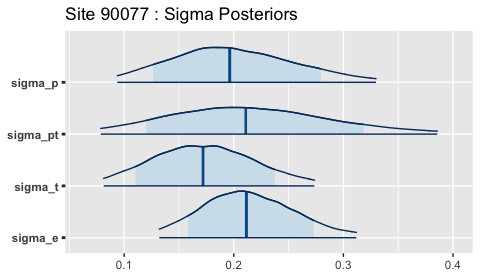 Site 90077 : Sigma Posteriors
sigma_p
sigma_pt
sigma_t
sigma_e
0.1 0.2 0.3 0.4